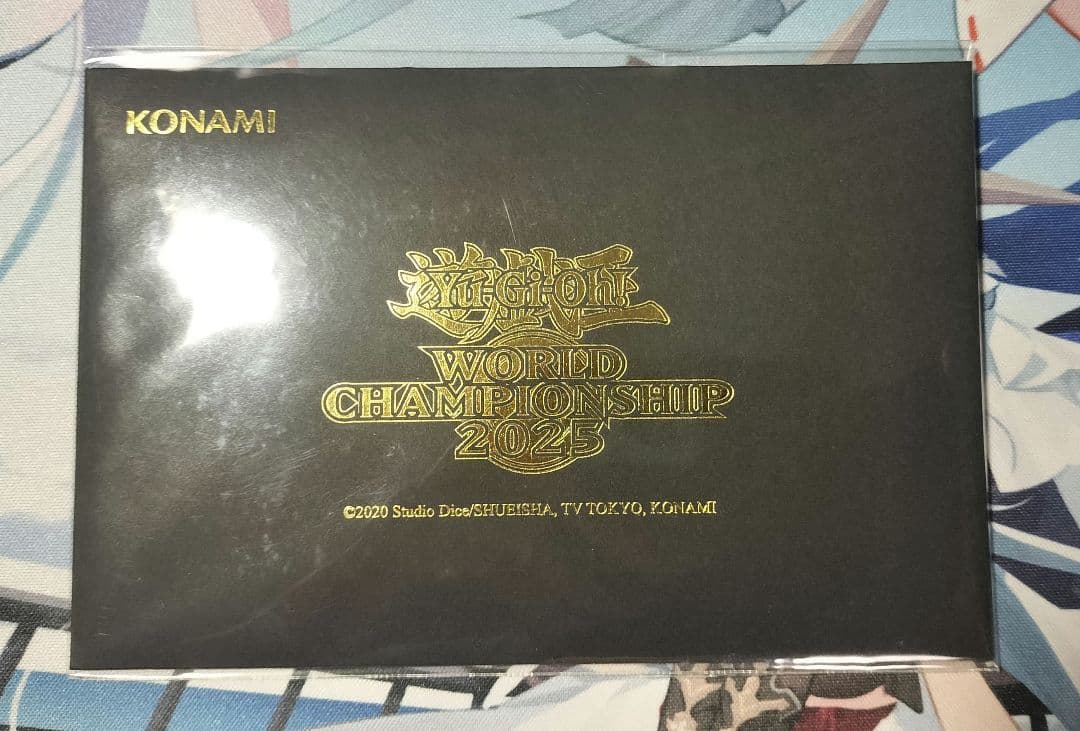 KONAMI
遊戯王
Yu-Gi-Oh!
WORLD
CHAMPIONSHIP
2025
©2020 Studio Dice/SHUEISHA, TV TOKYO, KONAMI